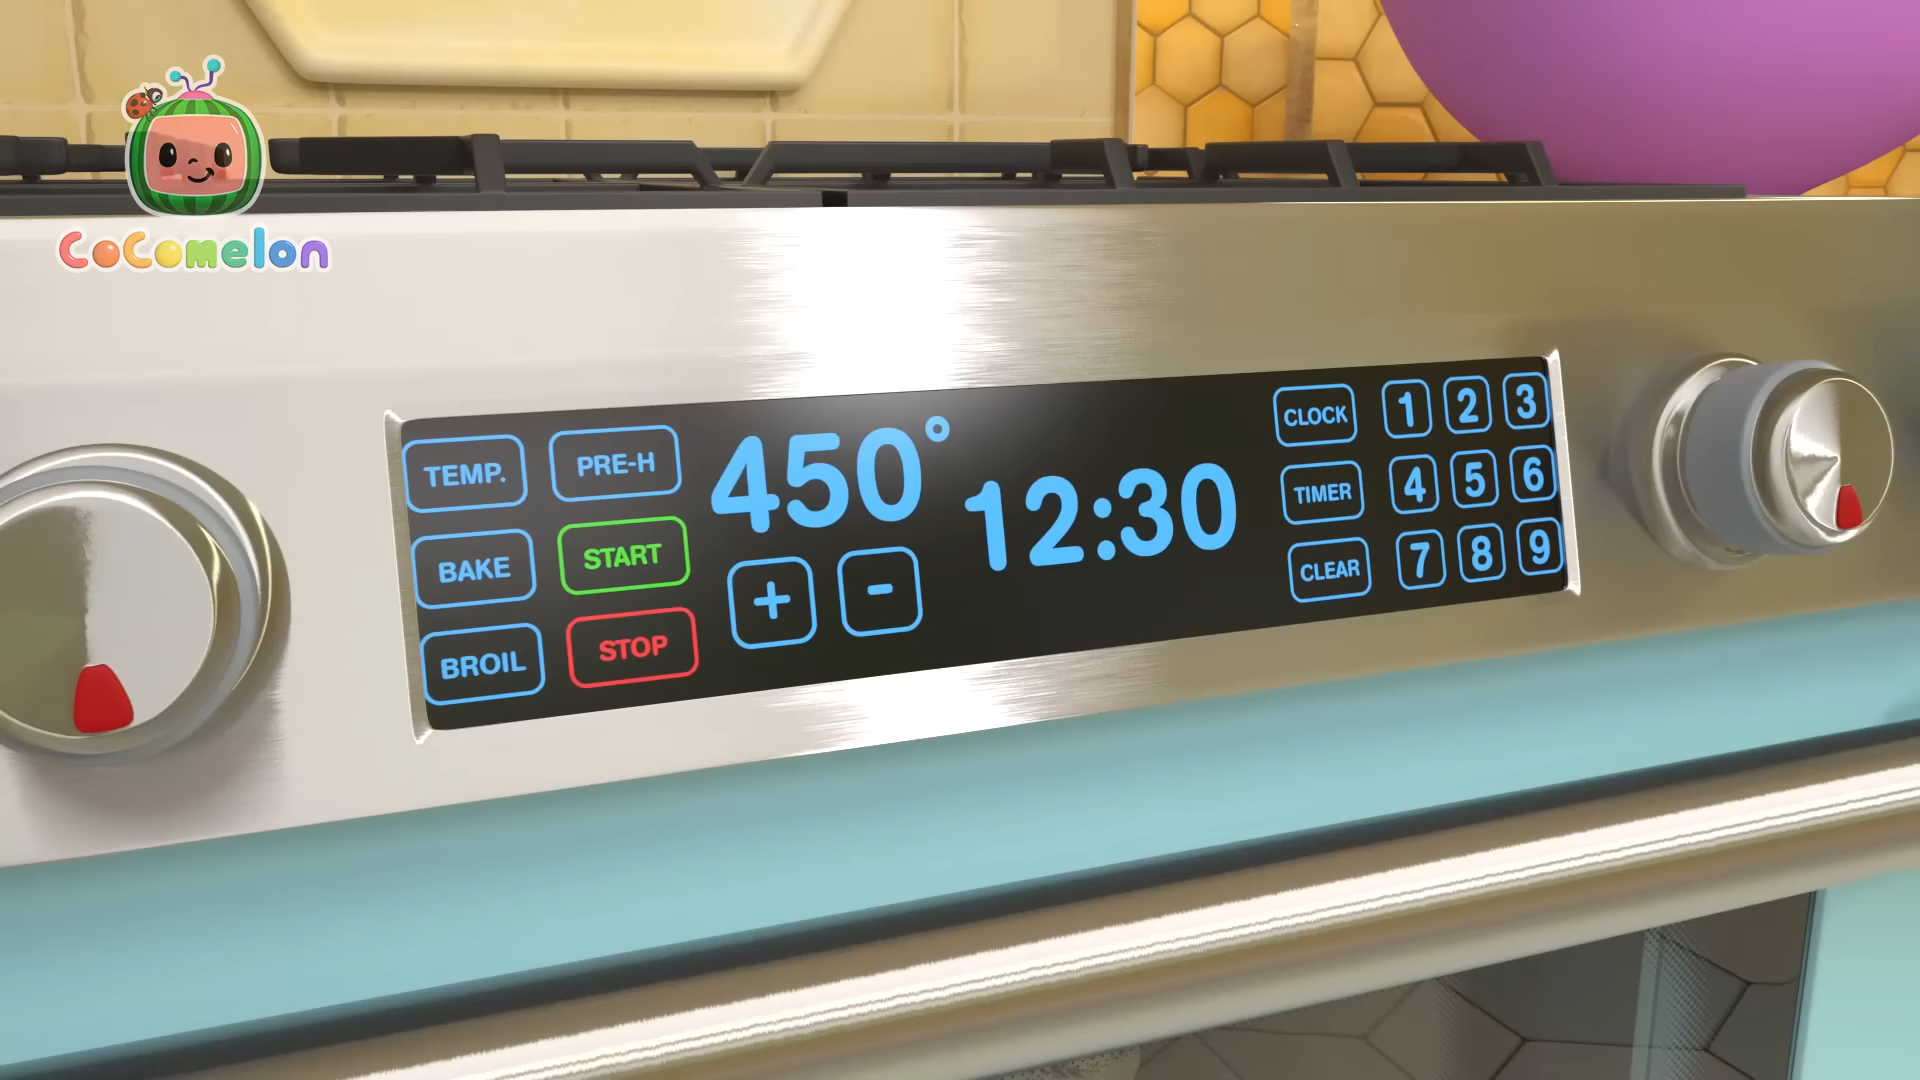 CoComelon
TEMP. PRE-H 450° 12:30 CLOCK 1 2 3
BAKE START + - TIMER 4 5 6
BROIL STOP CLEAR 7 8 9